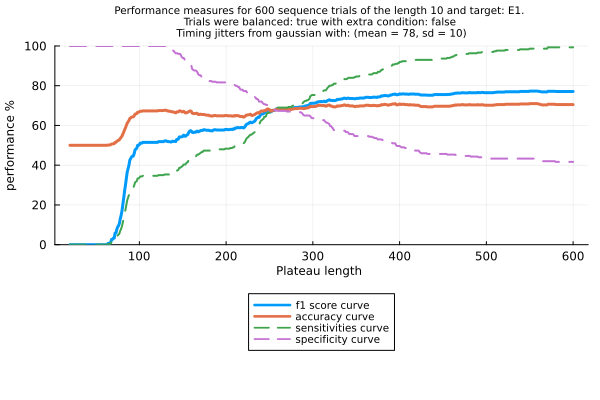 Performance measures for 600 sequence trials of the length 10 and target: E1.
Trials were balanced: true with extra condition: false
Timing jitters from gaussian with: (mean = 78, sd = 10)
100
80
60
40
20
0
performance %
100 200 300 400 500 600
Plateau length
f1 score curve
accuracy curve
sensitivities curve
specificity curve